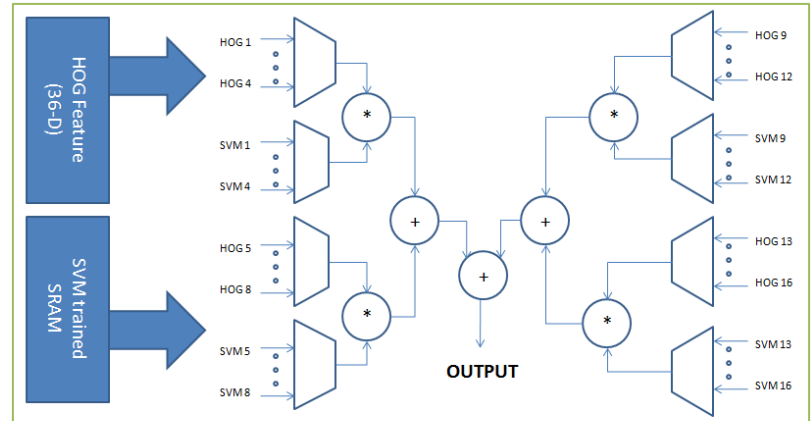 HOG Feature
(36-D)
SVM trained
SRAM
HOG 1
HOG 4
SVM 1
SVM 4
HOG 5
HOG 8
SVM 5
SVM 8
*
*
+
+
+
*
*
OUTPUT
HOG 9
HOG 12
SVM 9
SVM 12
HOG 13
HOG 16
SVM 13
SVM 16